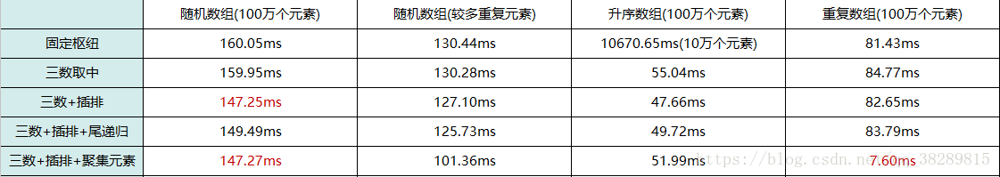 随机数组(100万个元素) 随机数组(较多重复元素) 升序数组(100万个元素) 重复数组(100万个元素)
固定枢纽 160.05ms 130.44ms 10670.65ms(10万个元素) 81.43ms
三数取中 159.95ms 130.28ms 55.04ms 84.77ms
三数+插排 147.25ms 127.10ms 47.66ms 82.65ms
三数+插排+尾递归 149.49ms 125.73ms 49.72ms 83.79ms
三数+插排+聚集元素 147.27ms 101.36ms 51.99ms 7.60ms
https://blog.csdn.net/ _38289815